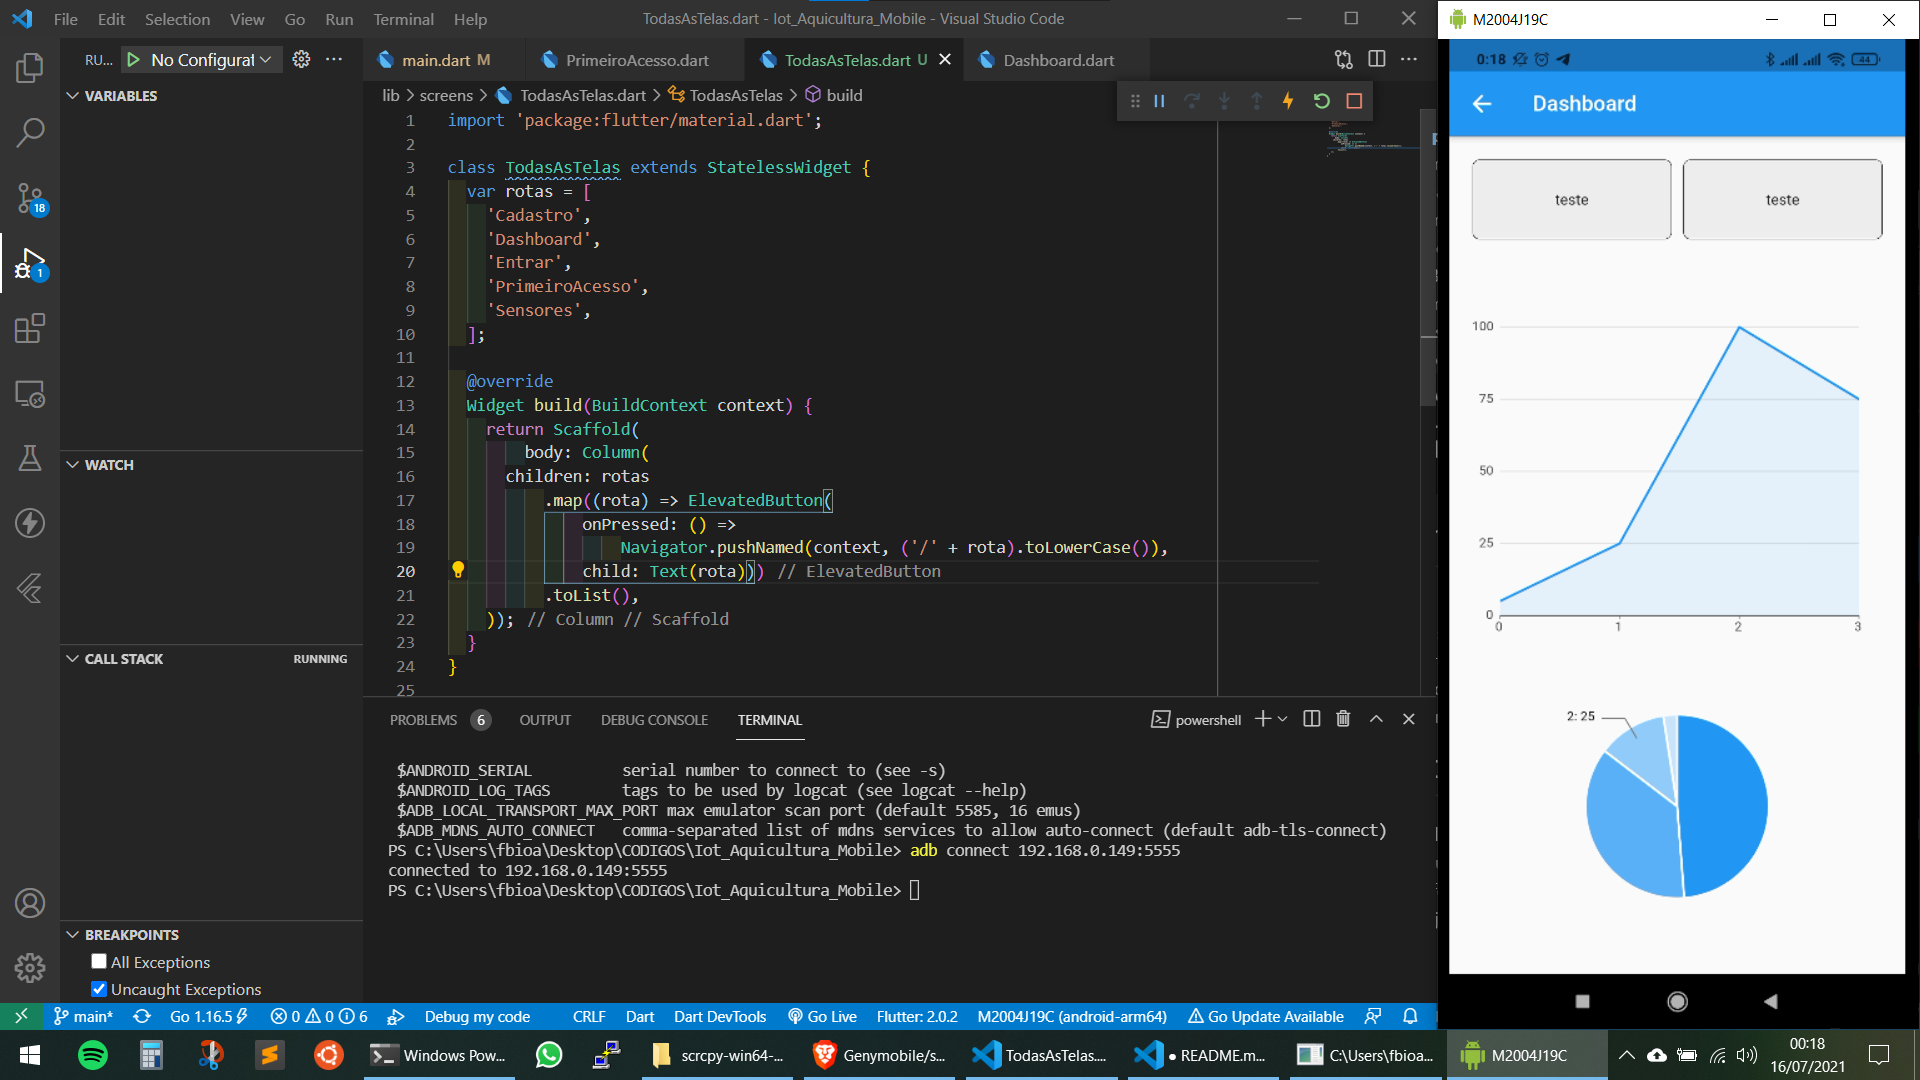 File Edit Selection View Go Run Terminal Help
TodasAsTelas.dart - Iot_Aquicultura_Mobile - Visual Studio Code
RU... No Configurat
main.dart M
PrimeiroAcesso.dart
TodasAsTelas.dart U
Dashboard.dart
lib > screens > TodasAsTelas.dart > TodasAsTelas > build
VARIABLES
18
1
1 import 'package:flutter/material.dart';
2
3 class TodasAsTelas extends StatelessWidget {
4 var rotas = [
5 'Cadastro',
6 'Dashboard',
7 'Entrar',
8 'PrimeiroAcesso',
9 'Sensores',
10 ];
11
12 @override
13 Widget build(BuildContext context) {
14 return Scaffold(
15 body: Column(
16 children: rotas
17 .map((rota) => ElevatedButton(
18 onPressed: () =>
19 Navigator.pushNamed(context, ('/' + rota).toLowerCase()),
20 child: Text(rota))) // ElevatedButton
21 .toList(),
22 )); // Column // Scaffold
23 }
24 }
25
WATCH
CALL STACK RUNNING
BREAKPOINTS
All Exceptions
Uncaught Exceptions
PROBLEMS 6 OUTPUT DEBUG CONSOLE TERMINAL
powershell
$ANDROID_SERIAL serial number to connect to (see -s)
$ANDROID_LOG_TAGS tags to be used by logcat (see logcat --help)
$ADB_LOCAL_TRANSPORT_MAX_PORT max emulator scan port (default 5585, 16 emus)
$ADB_MDNS_AUTO_CONNECT comma-separated list of mdns services to allow auto-connect (default adb-tls-connect)
PS C:\Users\fbioa\Desktop\CODIGOS\Iot_Aquicultura_Mobile> adb connect 192.168.0.149:5555
connected to 192.168.0.149:5555
PS C:\Users\fbioa\Desktop\CODIGOS\Iot_Aquicultura_Mobile>
main* Go 1.16.5 0 0 6 Debug my code CRLF Dart Dart DevTools Go Live Flutter: 2.0.2 M2004J19C (android-arm64) Go Update Available
M2004J19C
0:18
44
Dashboard
teste
teste
100
75
50
25
0
0 1 2 3
2: 25
Windows Pow...
scrcpy-win64-...
Genymobile/s...
TodasAsTelas....
● README.m...
C:\Users\fbioa...
M2004J19C
00:18
16/07/2021